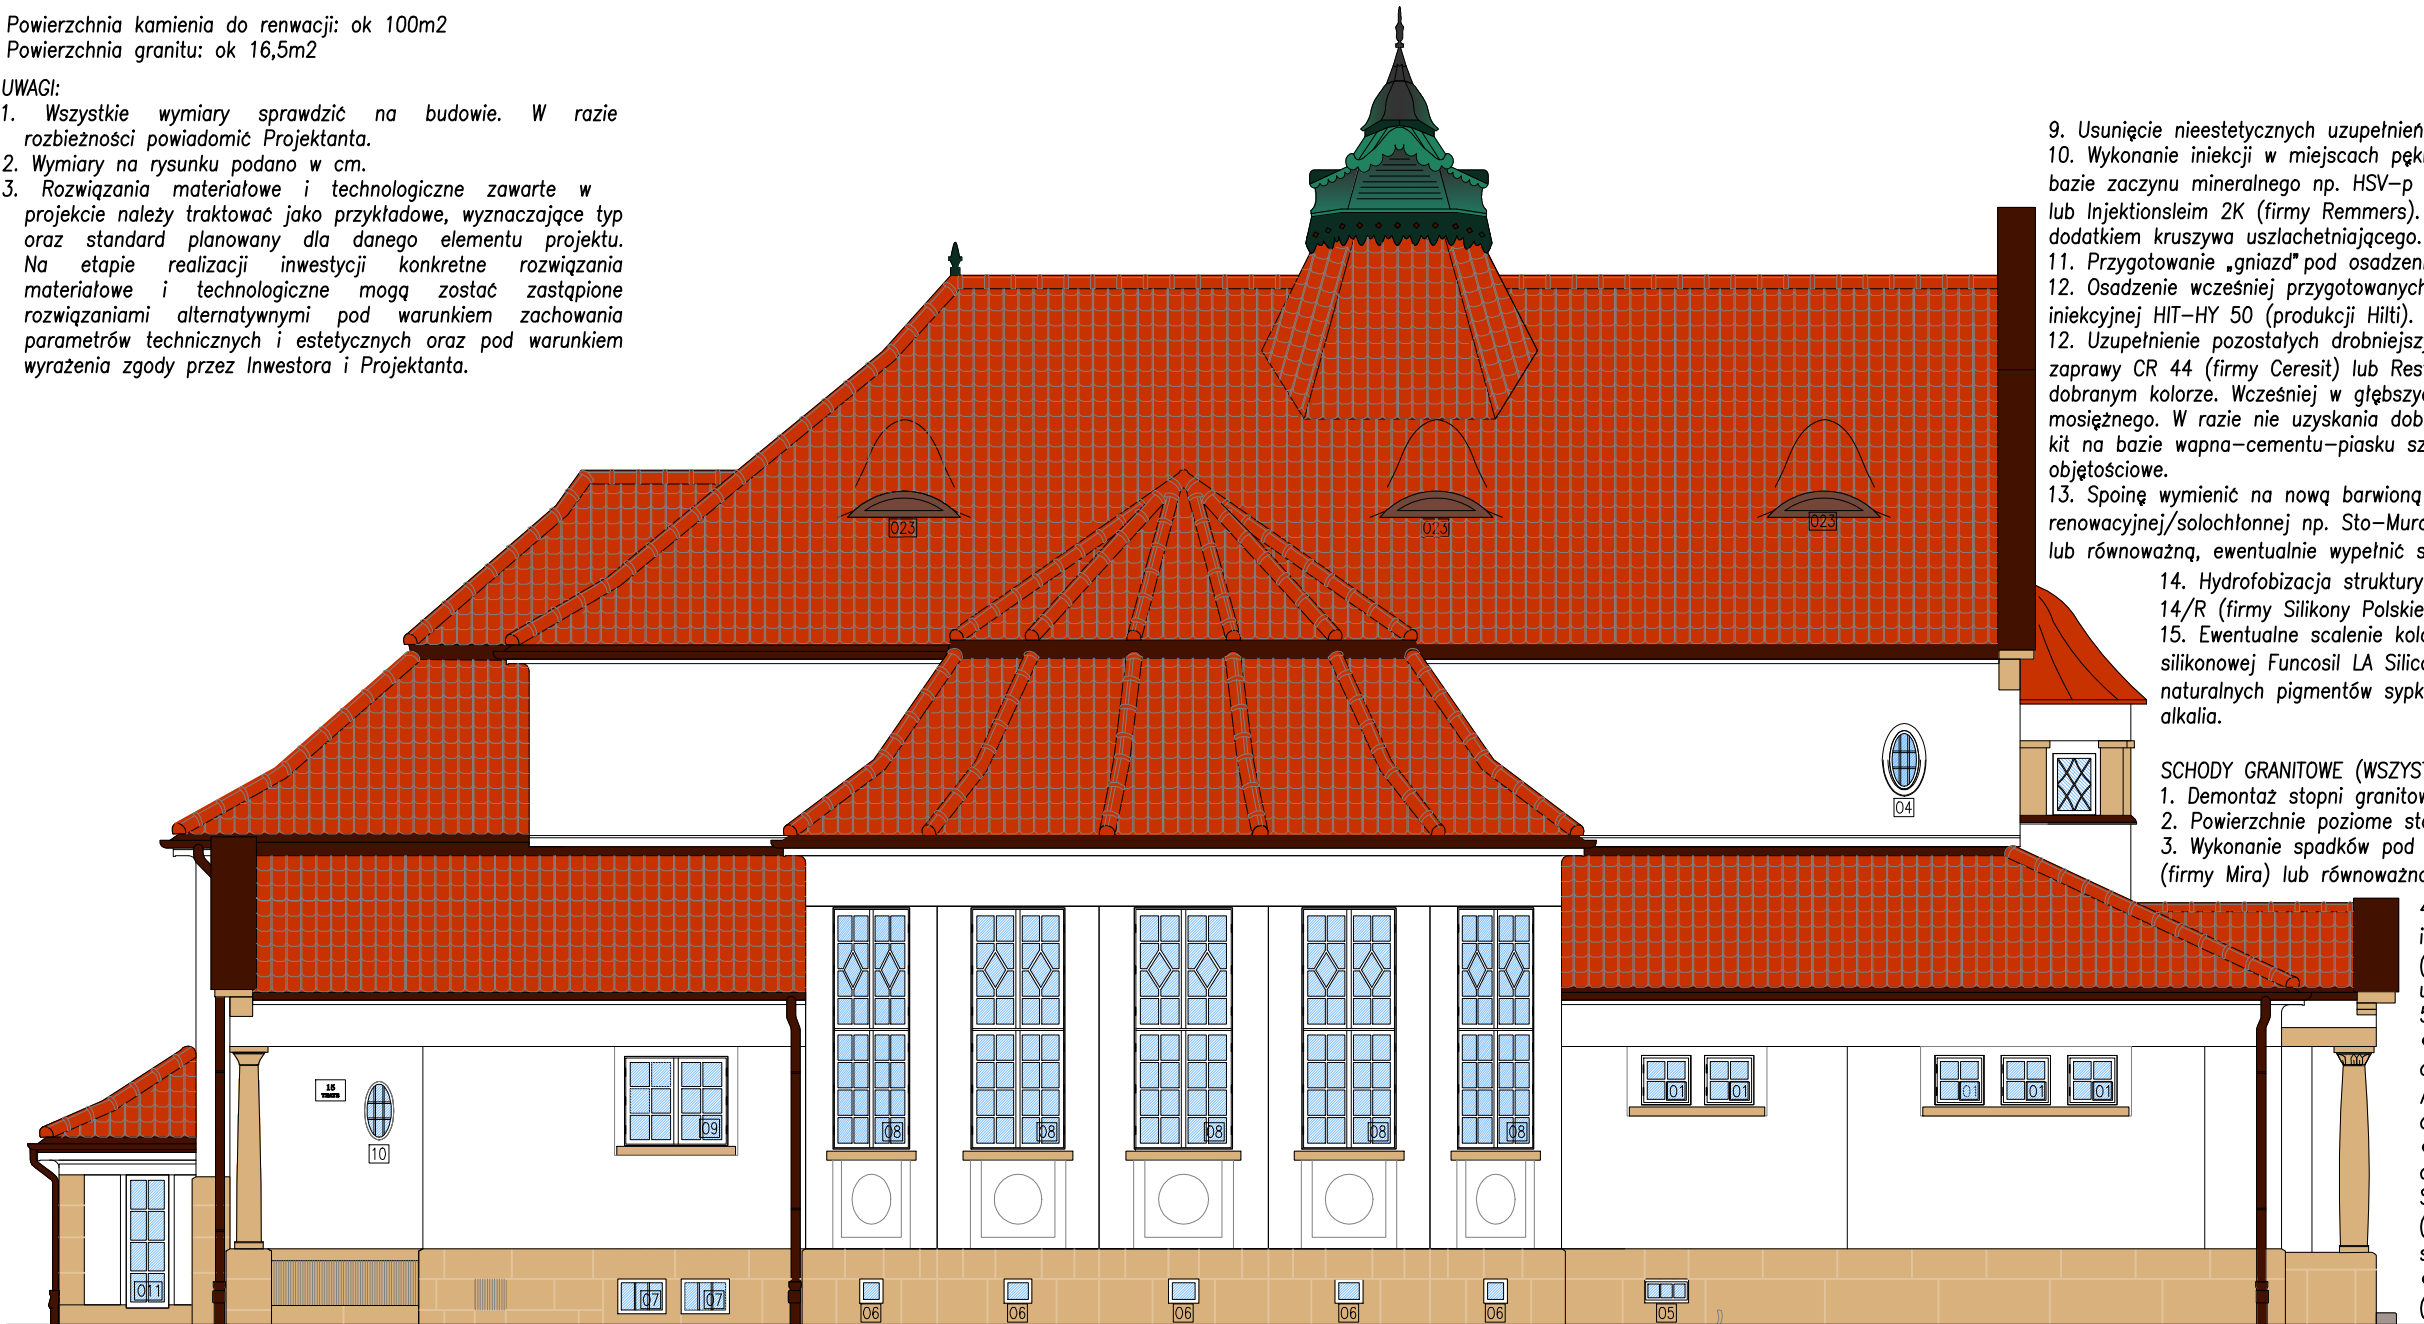 Powierzchnia kamienia do renwacji: ok 100m2
Powierzchnia granitu: ok 16,5m2
UWAGI:
1. Wszystkie wymiary sprawdzić na budowie. W razie
rozbieżności powiadomić Projektanta.
2. Wymiary na rysunku podano w cm.
3. Rozwiązania materiałowe i technologiczne zawarte w
projekcie należy traktować jako przykładowe, wyznaczające typ
oraz standard planowany dla danego elementu projektu.
Na etapie realizacji inwestycji konkretne rozwiązania
materiałowe i technologiczne mogą zostać zastąpione
rozwiązaniami alternatywnymi pod warunkiem zachowania
parametrów technicznych i estetycznych oraz pod warunkiem
wyrażenia zgody przez Inwestora i Projektanta.
9. Usunięcie nieestetycznych uzupełnień
10. Wykonanie iniekcji w miejscach
bazie zaczynu mineralnego np. HSV-p
lub Injektionsleim 2K (firmy Remmers).
dodatkiem kruszywa uszlachetniającego.
11. Przygotowanie „gniazd" pod
12. Osadzenie wcześniej przygotowanych
iniekcyjnej HIT-HY 50 (produkcji Hilti).
12. Uzupełnienie pozostałych
zaprawy CR 44 (firmy Ceresit) lub
dobranym kolorze. Wcześniej w
mosiężnego. W razie nie uzyskania
kit na bazie wapna-cementu-piasku
objętościowe.
13. Spoinę wymienić na nową barwioną
renowacyjnej/solochłonnej np.
lub równoważną, ewentualnie wypełnić
14. Hydrofobizacja struktury
14/R (firmy Silikony Polskie
15. Ewentualne scalenie
silikonowej Funcosil LA
naturalnych pigmentów
alkalia.
SCHODY GRANITOWE
1. Demontaż stopni
2. Powierzchnie poziome
3. Wykonanie spadków pod
(firmy Mira) lub
023
023
023
04
15
10
09
08
08
08
08
08
01
01
01
01
01
011
07
07
06
06
06
06
06
05